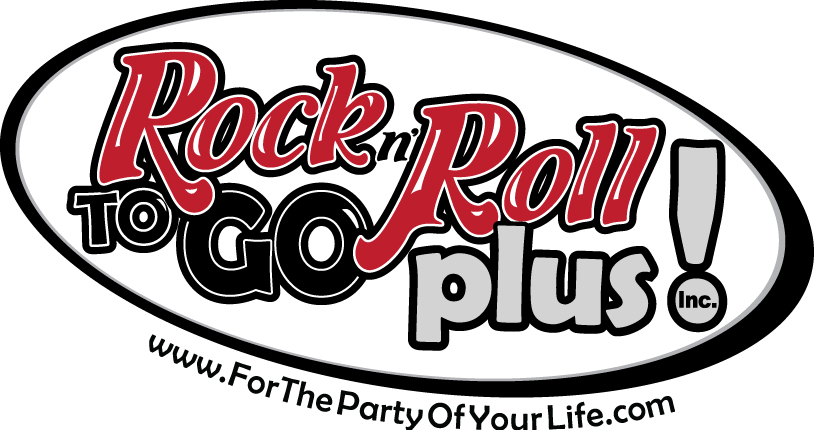 Rock n' Roll
TO GO plus!
Inc.
www.ForThePartyOfYourLife.com